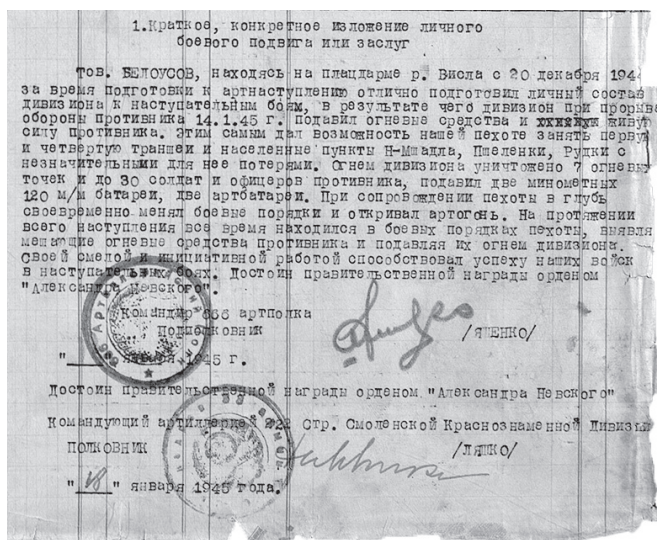 1.Краткое, конкретное изложение личного
боевого подвига или заслуг
тов. БЕЛОУСОВ, находясь на плацдарме р. Висла с 20 декабря 1944
за время подготовки к артнаступлению отлично подготовил личный состав
дивизиона к наступательным боях, в результате чего дивизион при прорыве
обороны противника 14.1.45 г. подавил огневые средства и живую
силу противника. Этим самым дал возможность нашей пехоте занять первую
и четвертую траншеи и населенные пункты Н-Мшадла, Пшеленки, Рудки с
незначительными для нее потерями. Огнем дивизиона уничтожено 7 огневых
точек и до 30 солдат и офицеров противника, подавил две минометных
120 м/м батареи, две артбатареи. При сопровождении пехоты в глубь
своевременно менял боевые порядки и открывал артогонь. На протяжении
всего наступления все время находился в боевых порядках пехоты, выявляя
мешающие огневые средства противника и подавляя их огнем дивизиона.
Своей смелой и инициативной работой способствовал успеху наших войск
в наступательных боях. Достоин правительственной награды орденом
"Александра Невского".
Командир 666 артполка
Подполковник /ЯЦЕНКО/
" " января 1945 г.
Достоин правительственной награды орденом "Александра Невского"
Командующий артиллерией 222 Стр. Смоленской Краснознаменной Дивизии
ПОЛКОВНИК /ЛЯШКО/
"18" января 1945 года.